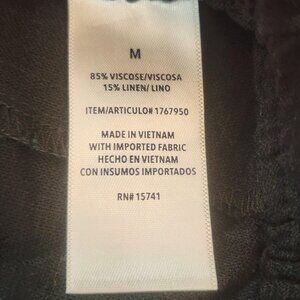 M
85% VISCOSE/VISCOSA
15% LINEN/ LINO
ITEM/ARTICULO# 1767950
MADE IN VIETNAM
WITH IMPORTED FABRIC
HECHO EN VIETNAM
CON INSUMOS IMPORTADOS
RN# 15741